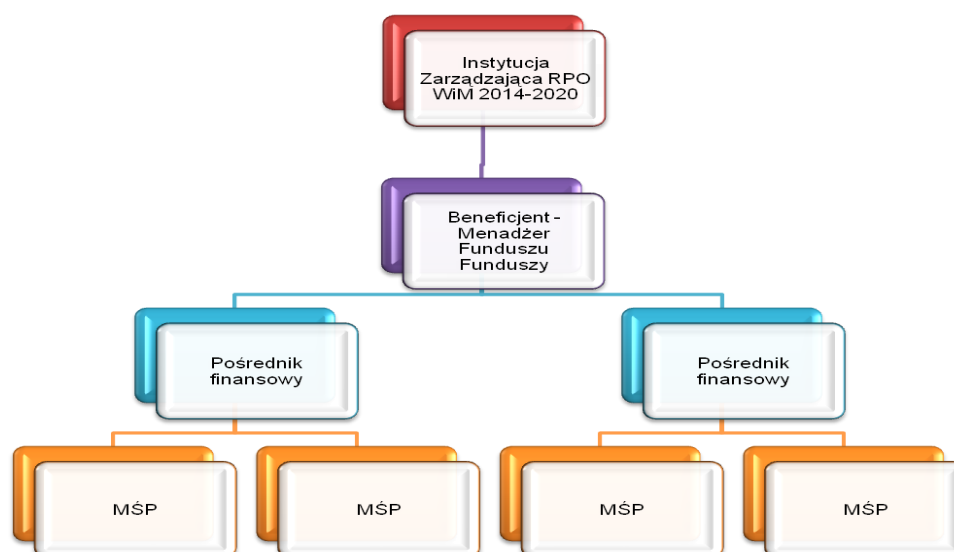 Instytucja
Zarządzająca RPO
WiM 2014-2020
Beneficjent -
Menadżer
Funduszu
Funduszy
Pośrednik
finansowy
Pośrednik
finansowy
MŚP
MŚP
MŚP
MŚP